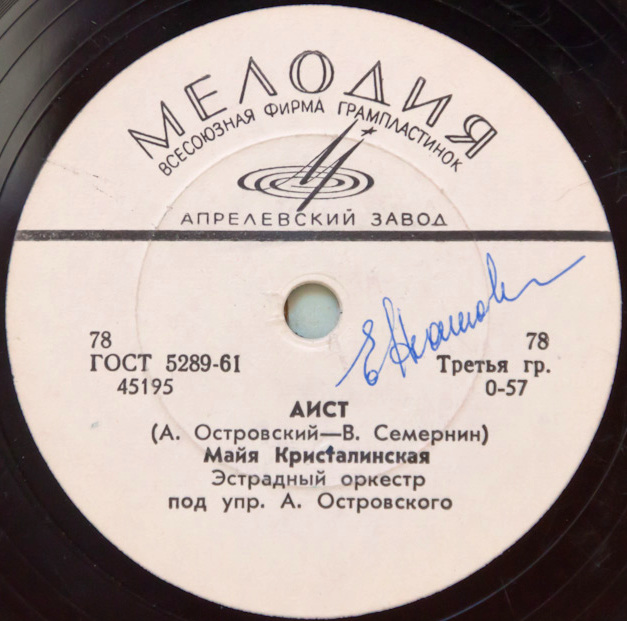 МЕЛОДИЯ
ВСЕСОЮЗНАЯ ФИРМА ГРАМПЛАСТИНОК
АПРЕЛЕВСКИЙ ЗАВОД
78 78
ГОСТ 5289-61 Третья гр.
45195 0-57
АИСТ
(А. Островский—В. Семернин)
Майя Кристалинская
Эстрадный оркестр
под упр. А. Островского